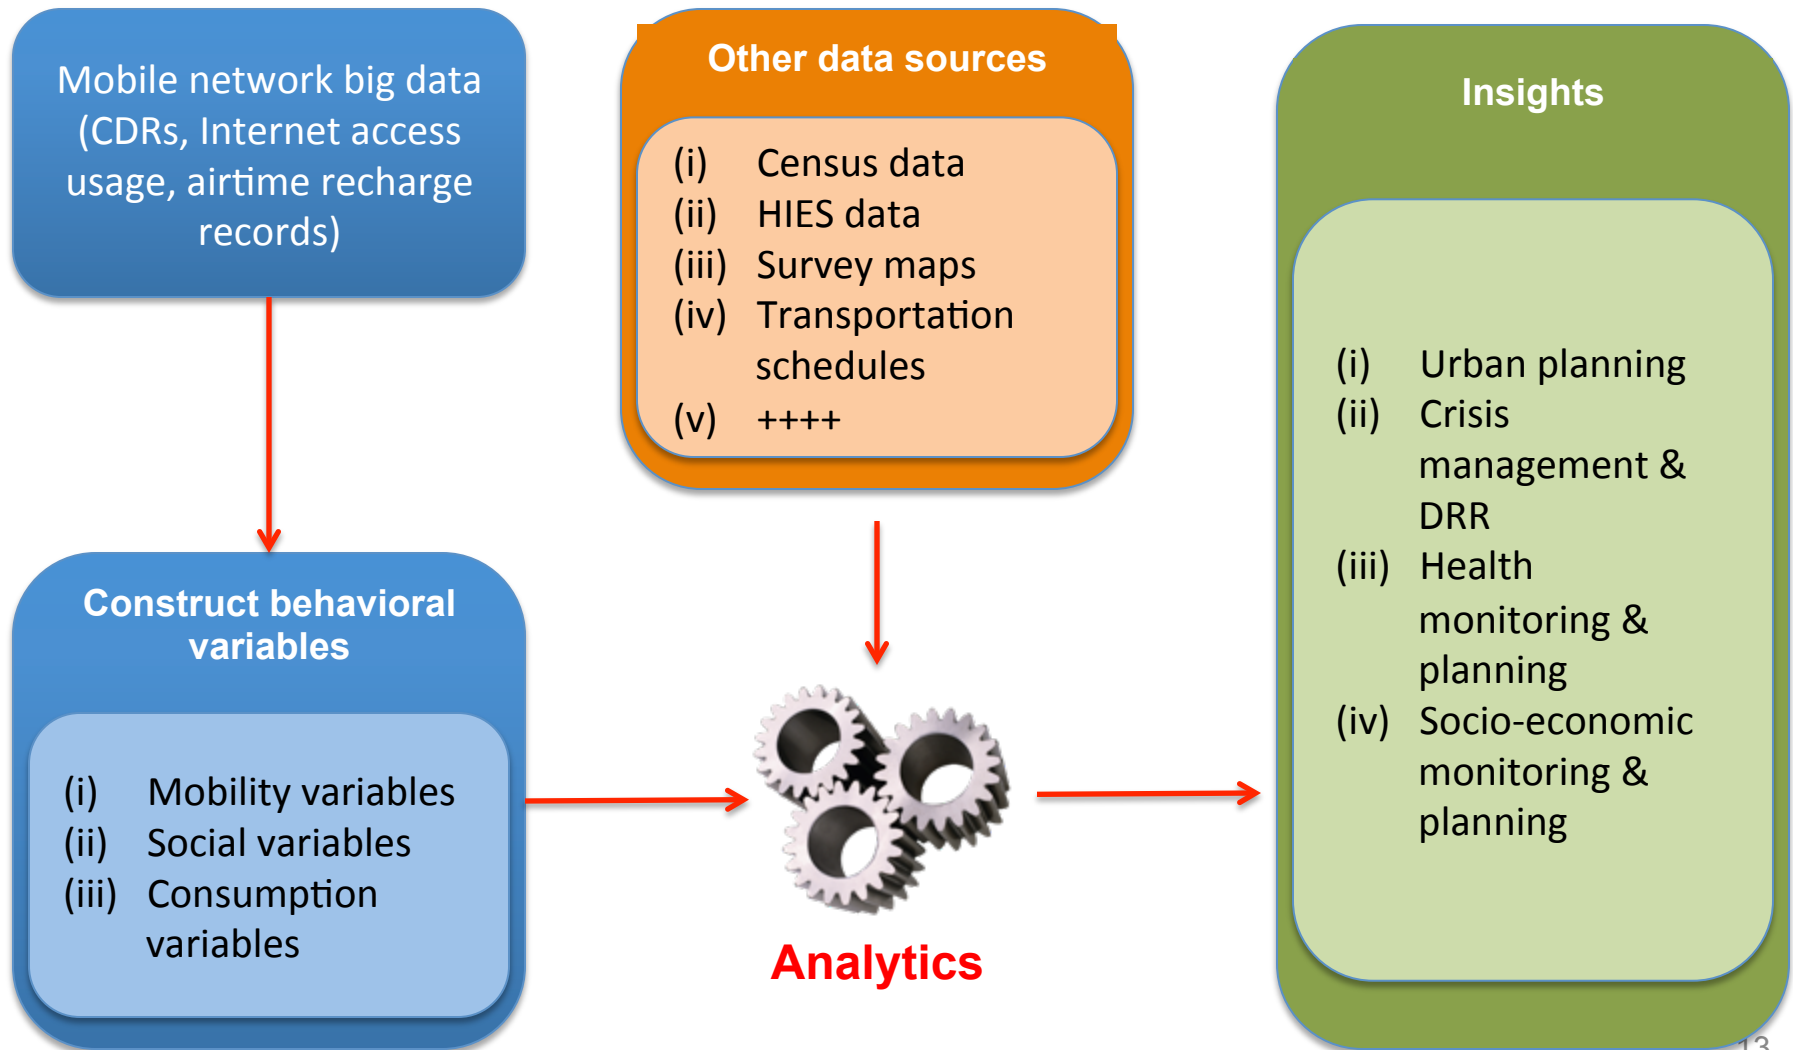 Mobile network big data
(CDRs, Internet access
usage, airtime recharge
records)
Other data sources
(i) Census data
(ii) HIES data
(iii) Survey maps
(iv) Transportation
schedules
(v) ++++
Insights
(i) Urban planning
(ii) Crisis
management &
DRR
(iii) Health
monitoring &
planning
(iv) Socio-economic
monitoring &
planning
Construct behavioral
variables
(i) Mobility variables
(ii) Social variables
(iii) Consumption
variables
Analytics
13